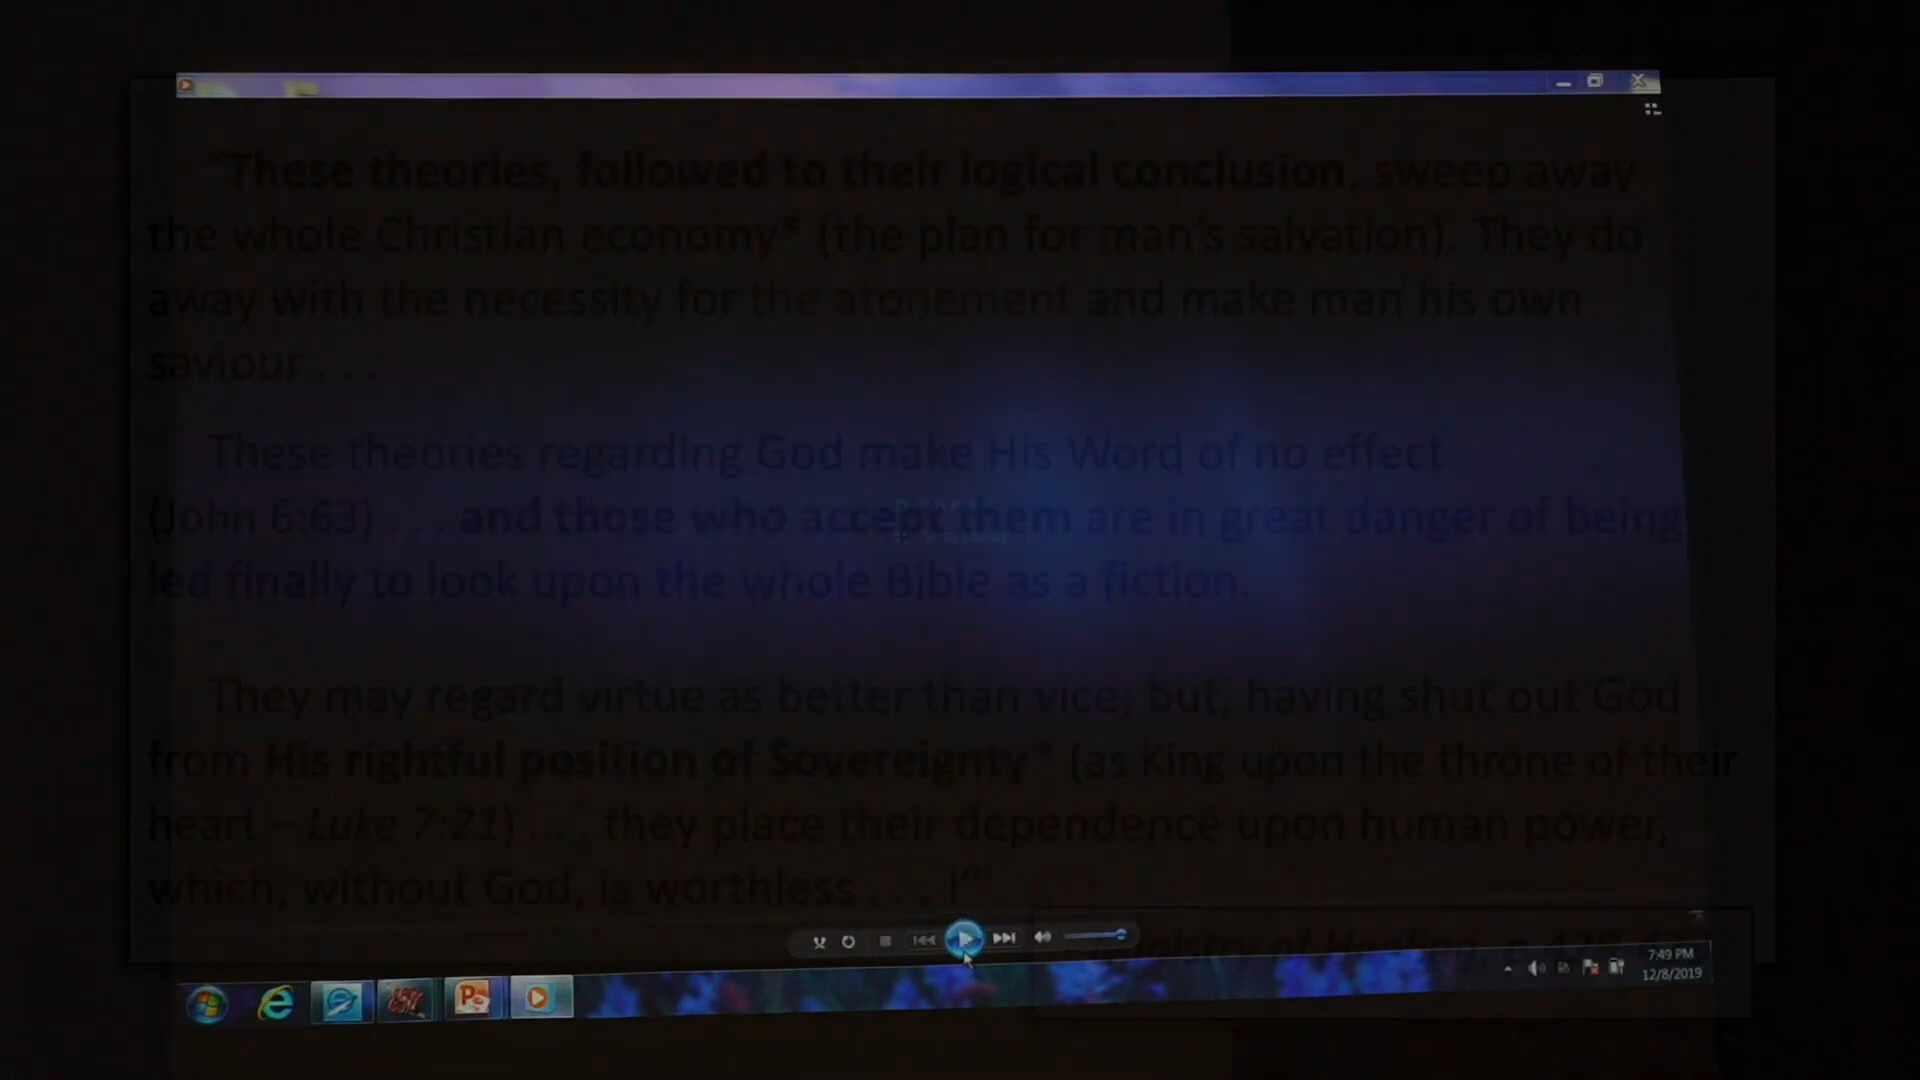 "These theories, followed to their logical conclusion, sweep away
the whole Christian economy* (the plan for man's salvation). They do
away with the necessity for the atonement and make man his own
saviour . . .
These theories regarding God make His Word of no effect
(John 6:63) . . . and those who accept them are in great danger of being
led finally to look upon the whole Bible as a fiction.
They may regard virtue as better than vice; but, having shut out God
from His rightful position of Sovereignty* (as King upon the throne of their
heart – Luke 7:21) . . . they place their dependence upon human power,
which, without God, is worthless . . . !"
Ministry of Healing, p.
7:49 PM
12/8/2019